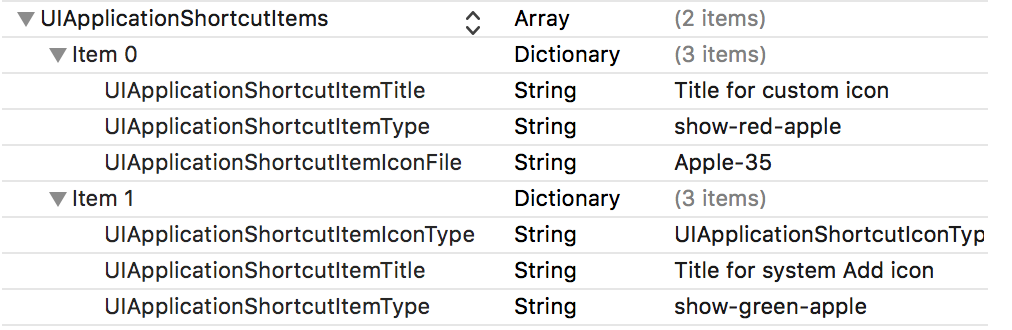 UIApplicationShortcutItems Array (2 items)
Item 0 Dictionary (3 items)
UIApplicationShortcutItemTitle String Title for custom icon
UIApplicationShortcutItemType String show-red-apple
UIApplicationShortcutItemIconFile String Apple-35
Item 1 Dictionary (3 items)
UIApplicationShortcutItemIconType String UIApplicationShortcutIconTyp
UIApplicationShortcutItemTitle String Title for system Add icon
UIApplicationShortcutItemType String show-green-apple